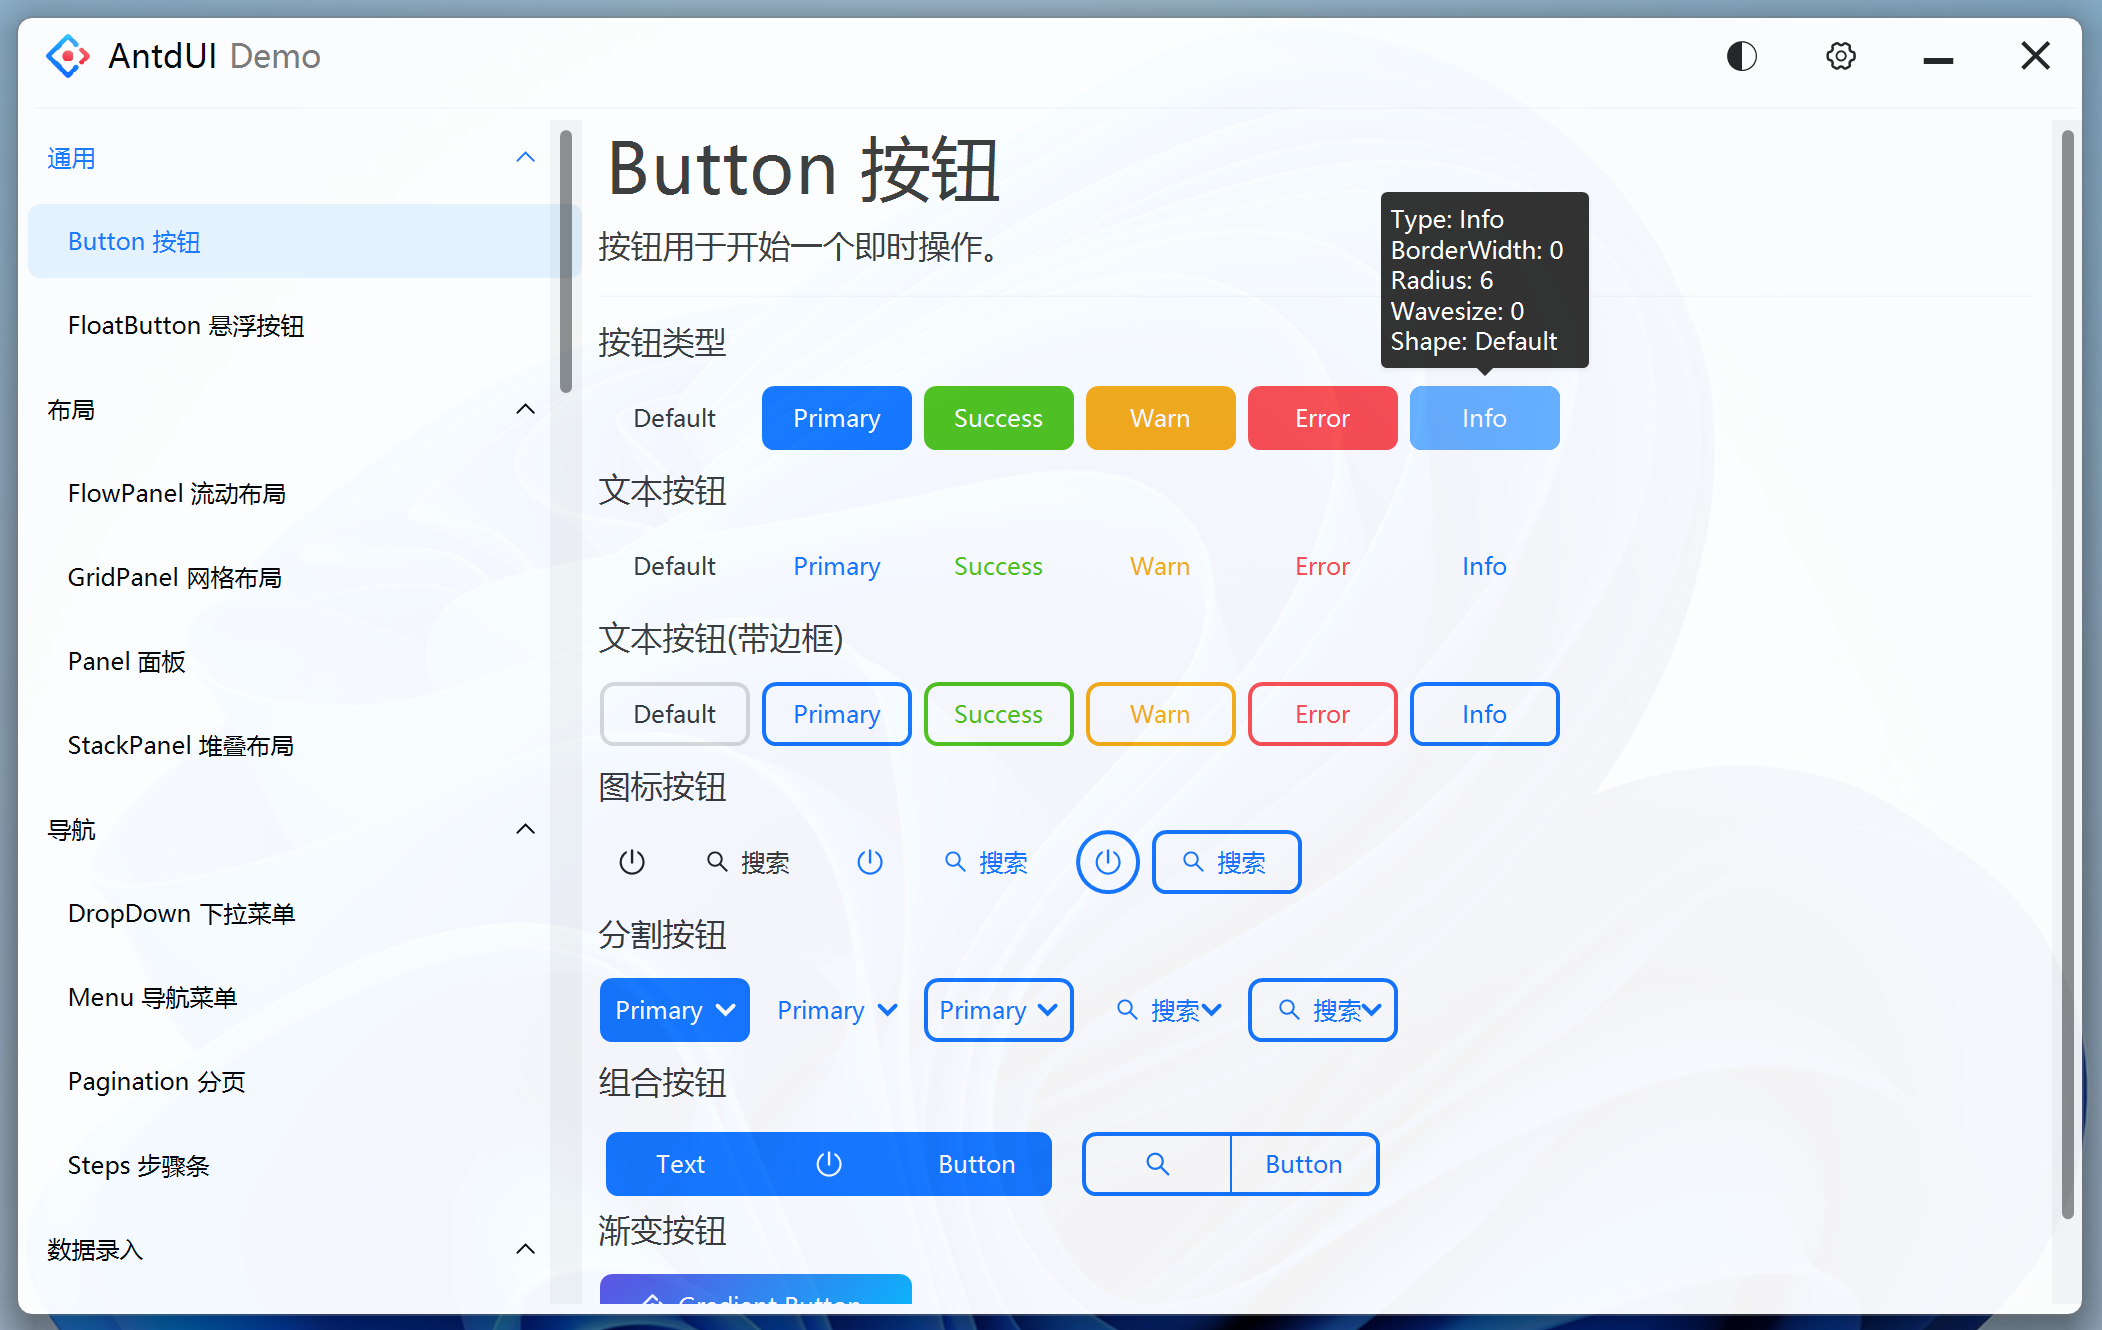 AntdUI Demo
通用
Button 按钮
FloatButton 悬浮按钮
布局
FlowPanel 流动布局
GridPanel 网格布局
Panel 面板
StackPanel 堆叠布局
导航
DropDown 下拉菜单
Menu 导航菜单
Pagination 分页
Steps 步骤条
数据录入
Button 按钮
按钮用于开始一个即时操作。
Type: Info
BorderWidth: 0
Radius: 6
Wavesize: 0
Shape: Default
按钮类型
Default Primary Success Warn Error Info
文本按钮
Default Primary Success Warn Error Info
文本按钮(带边框)
Default Primary Success Warn Error Info
图标按钮
搜索 搜索 搜索
分割按钮
Primary Primary Primary 搜索 搜索
组合按钮
Text Button Button
渐变按钮
Gradient Button